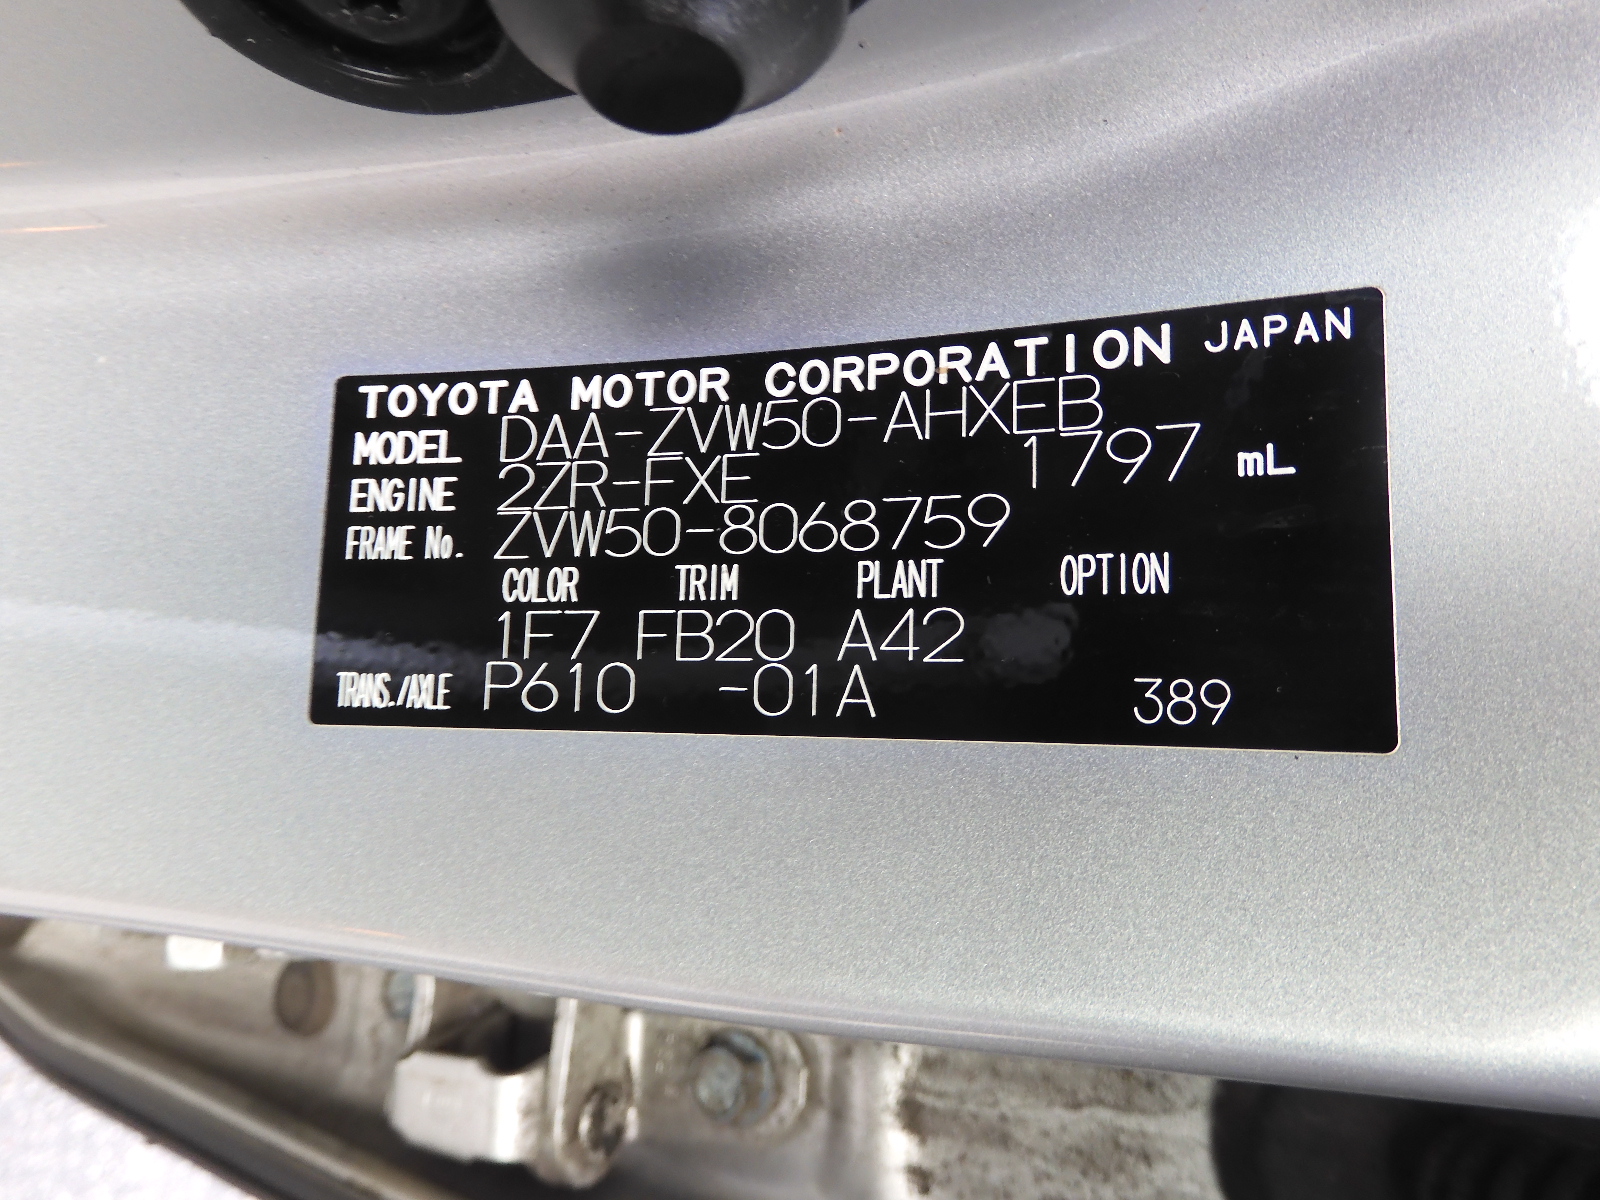 TOYOTA MOTOR CORPORATION JAPAN
MODEL DAA-ZVW50-AHXEB
ENGINE 2ZR-FXE 1797 mL
FRAME No. ZVW50-8068759
COLOR TRIM PLANT OPTION
1F7 FB20 A42
TRANS./AXLE P610 -01A 389